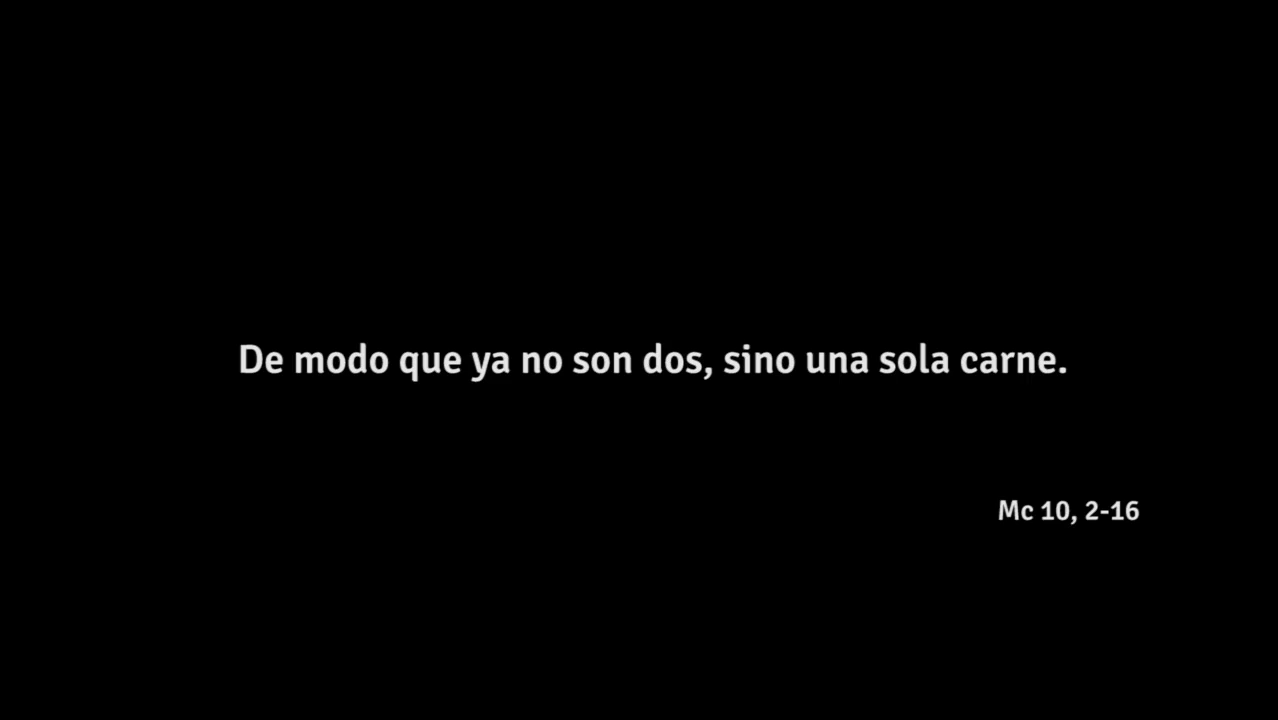 De modo que ya no son dos, sino una sola carne.
Mc 10, 2-16